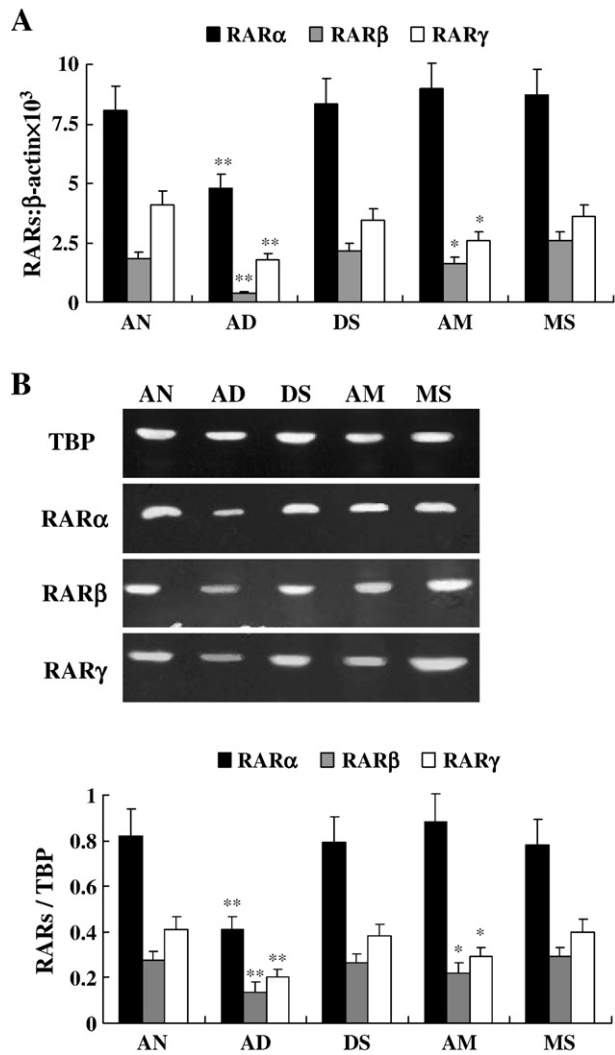 A
RARα RARβ RARγ
RARs:β-actin×10³
10
7.5
5
2.5
0
**
**
**
*
*
AN AD DS AM MS
B
AN AD DS AM MS
TBP
RARα
RARβ
RARγ
RARα RARβ RARγ
RARs / TBP
1
0.8
0.6
0.4
0.2
0
**
**
**
*
*
AN AD DS AM MS